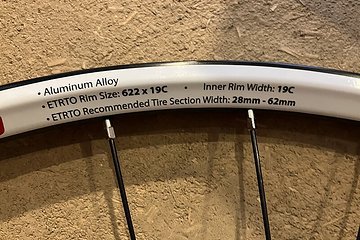 • Aluminum Alloy
• ETRTO Rim Size: 622 x 19C • Inner Rim Width: 19C
• ETRTO Recommended Tire Section Width: 28mm - 62mm